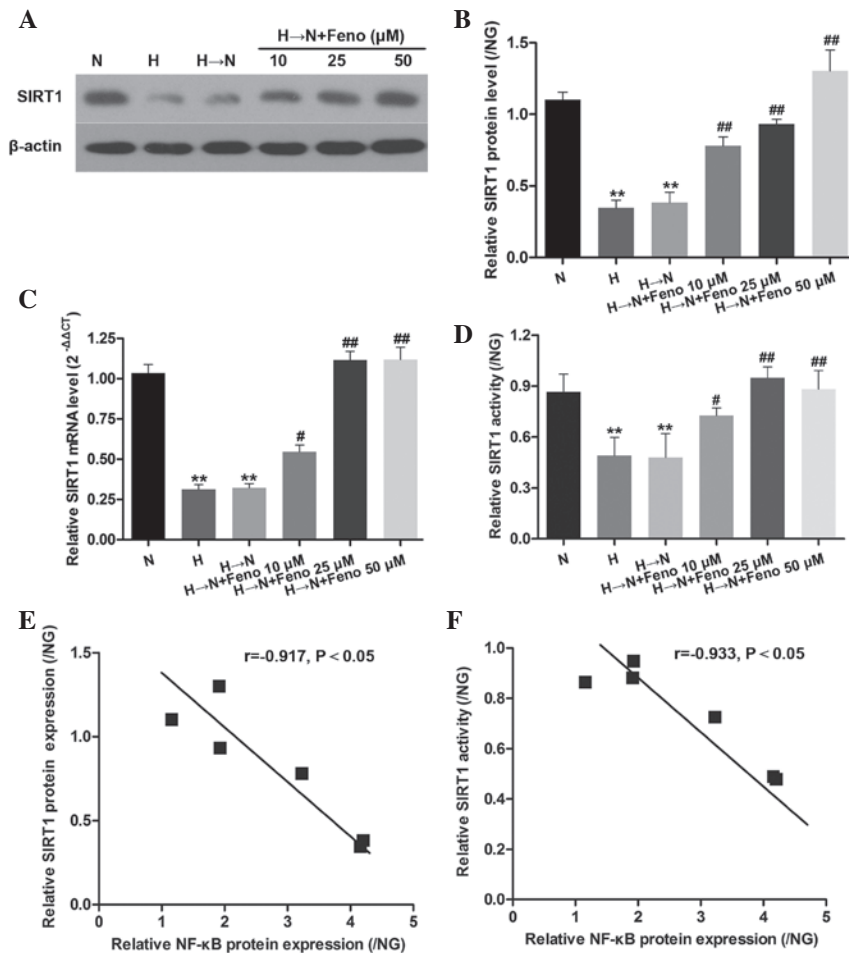 A
H→N+Feno (µM)
N H H→N 10 25 50
SIRT1
β-actin
B
Relative SIRT1 protein level (/NG)
1.5
1.0
0.5
0.0
** ** ## ## ##
N H H→N H→N+Feno 10 µM H→N+Feno 25 µM H→N+Feno 50 µM
C
Relative SIRT1 mRNA level (2 -ΔΔCT)
1.25
1.00
0.50
0.25
0.00
** ** # ## ##
N H H→N H→N+Feno 10 µM H→N+Feno 25 µM H→N+Feno 50 µM
D
Relative SIRT1 activity (/NG)
1.2
0.9
0.6
0.3
0.0
** ** # ## ##
N H H→N H→N+Feno 10 µM H→N+Feno 25 µM H→N+Feno 50 µM
E
Relative SIRT1 protein expression (/NG)
1.5
1.0
0.5
0.0
r=-0.917, P < 0.05
0 1 2 3 4 5
Relative NF-κB protein expression (/NG)
F
Relative SIRT1 activity (/NG)
1.0
0.8
0.6
0.4
0.2
0.0
r=-0.933, P < 0.05
0 1 2 3 4 5
Relative NF-κB protein expression (/NG)